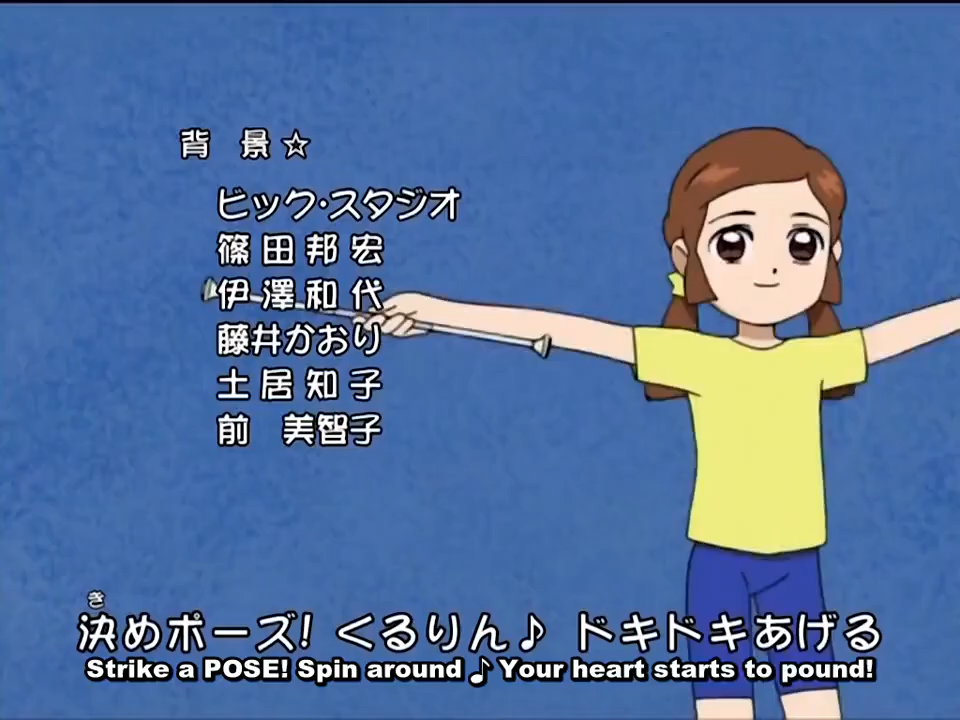 背 景☆
ビック・スタジオ
篠田邦宏
伊澤和代
藤井かおり
土居知子
前 美智子
き
決めポーズ! くるりん♪ ドキドキあげる
Strike a POSE! Spin around ♪ Your heart starts to pound!